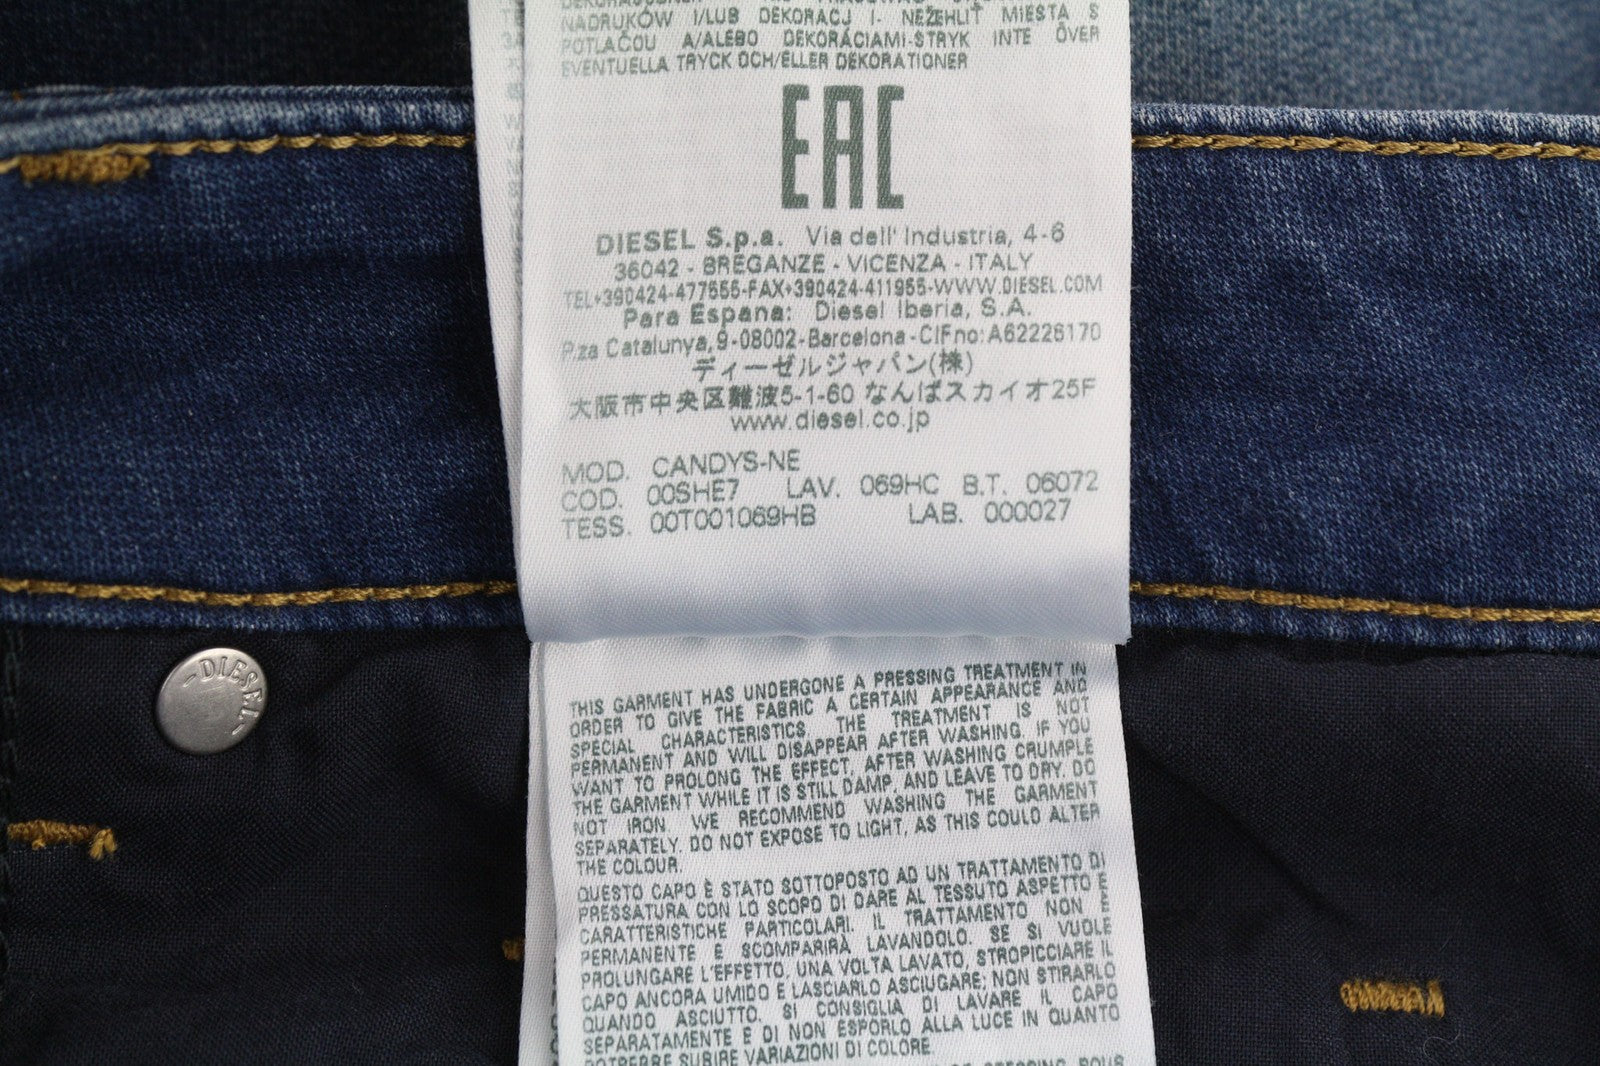 NADRUKÓW I/LUB DEKORACJ I- NEŽEHLIŤ MIESTA S
POTLAČOU A/ALEBO DEKORÁCIAMI-STRYK INTE ÖVER
EVENTUELLA TRYCK OCH/ELLER DEKORATIONER
EAC
DIESEL S.p.a. Via dell' Industria, 4-6
36042 - BREGANZE - VICENZA - ITALY
TEL+390424-477555-FAX+390424-411955-WWW.DIESEL.COM
Para Espana: Diesel Iberia, S.A.
P.za Catalunya, 9-08002-Barcelona-CIFno:A62226170
ディーゼルジャパン(株)
大阪市中央区難波5-1-60 なんばスカイオ25F
www.diesel.co.jp
MOD. CANDYS-NE
COD. 00SHE7 LAV. 069HC B.T. 06072
TESS. 00T001069HB LAB. 000027
-DIESEL-
THIS GARMENT HAS UNDERGONE A PRESSING TREATMENT IN
ORDER TO GIVE THE FABRIC A CERTAIN APPEARANCE AND
SPECIAL CHARACTERISTICS. THE TREATMENT IS NOT
PERMANENT AND WILL DISAPPEAR AFTER WASHING. IF YOU
WANT TO PROLONG THE EFFECT, AFTER WASHING CRUMPLE
THE GARMENT WHILE IT IS STILL DAMP, AND LEAVE TO DRY. DO
NOT IRON. WE RECOMMEND WASHING THE GARMENT
SEPARATELY. DO NOT EXPOSE TO LIGHT, AS THIS COULD ALTER
THE COLOUR.
QUESTO CAPO È STATO SOTTOPOSTO AD UN TRATTAMENTO DI
PRESSATURA CON LO SCOPO DI DARE AL TESSUTO ASPETTO E
CARATTERISTICHE PARTICOLARI. IL TRATTAMENTO NON È
PERMANENTE E SCOMPARIRÀ LAVANDOLO. SE SI VUOLE
PROLUNGARE L'EFFETTO, UNA VOLTA LAVATO, STROPICCIARE IL
CAPO ANCORA UMIDO E LASCIARLO ASCIUGARE; NON STIRARLO
QUANDO ASCIUTTO. SI CONSIGLIA DI LAVARE IL CAPO
SEPARATAMENTE E DI NON ESPORLO ALLA LUCE IN QUANTO
POTREBBE SUBIRE VARIAZIONI DI COLORE.